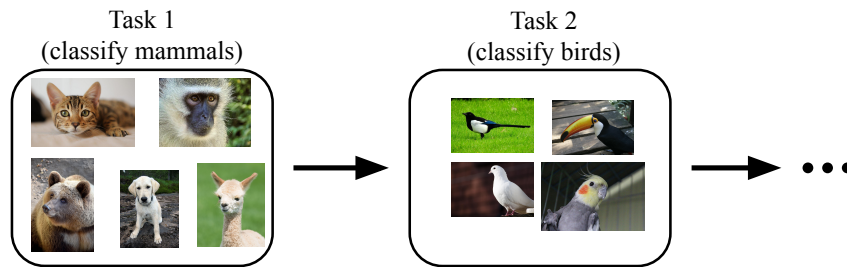 Task 1
(classify mammals)
Task 2
(classify birds)